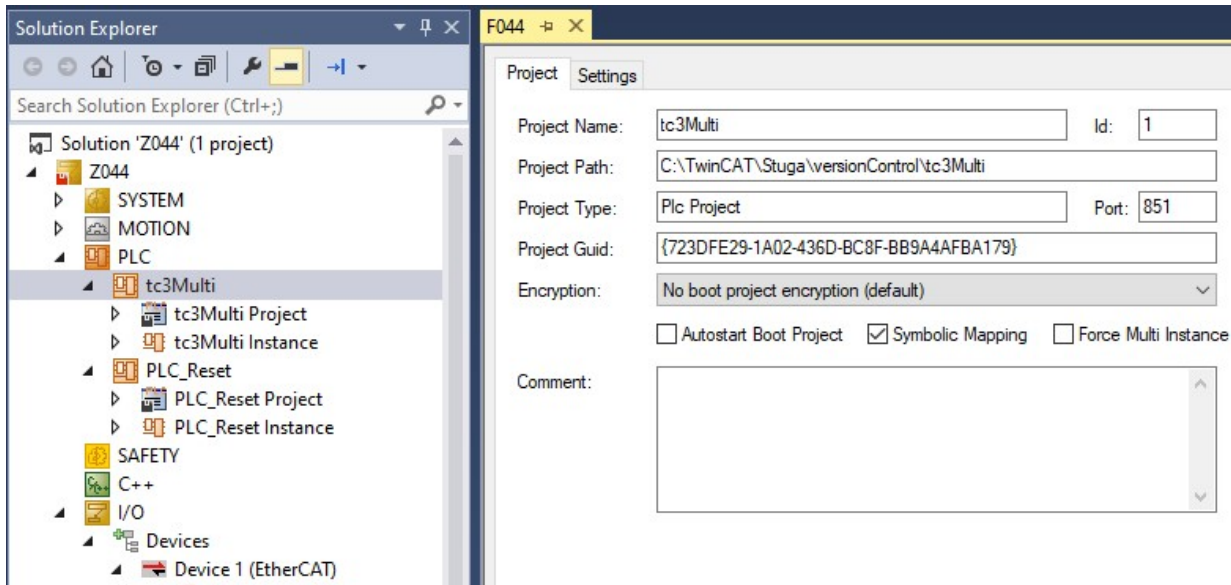 Solution Explorer
Search Solution Explorer (Ctrl+;)
Solution 'Z044' (1 project)
Z044
SYSTEM
MOTION
PLC
tc3Multi
tc3Multi Project
tc3Multi Instance
PLC_Reset
PLC_Reset Project
PLC_Reset Instance
SAFETY
C++
I/O
Devices
Device 1 (EtherCAT)
F044
Project Settings
Project Name: tc3Multi Id: 1
Project Path: C:\TwinCAT\Stuga\versionControl\tc3Multi
Project Type: Plc Project Port: 851
Project Guid: {723DFE29-1A02-436D-BC8F-BB9A4AFBA179}
Encryption: No boot project encryption (default)
Autostart Boot Project Symbolic Mapping Force Multi Instance
Comment: